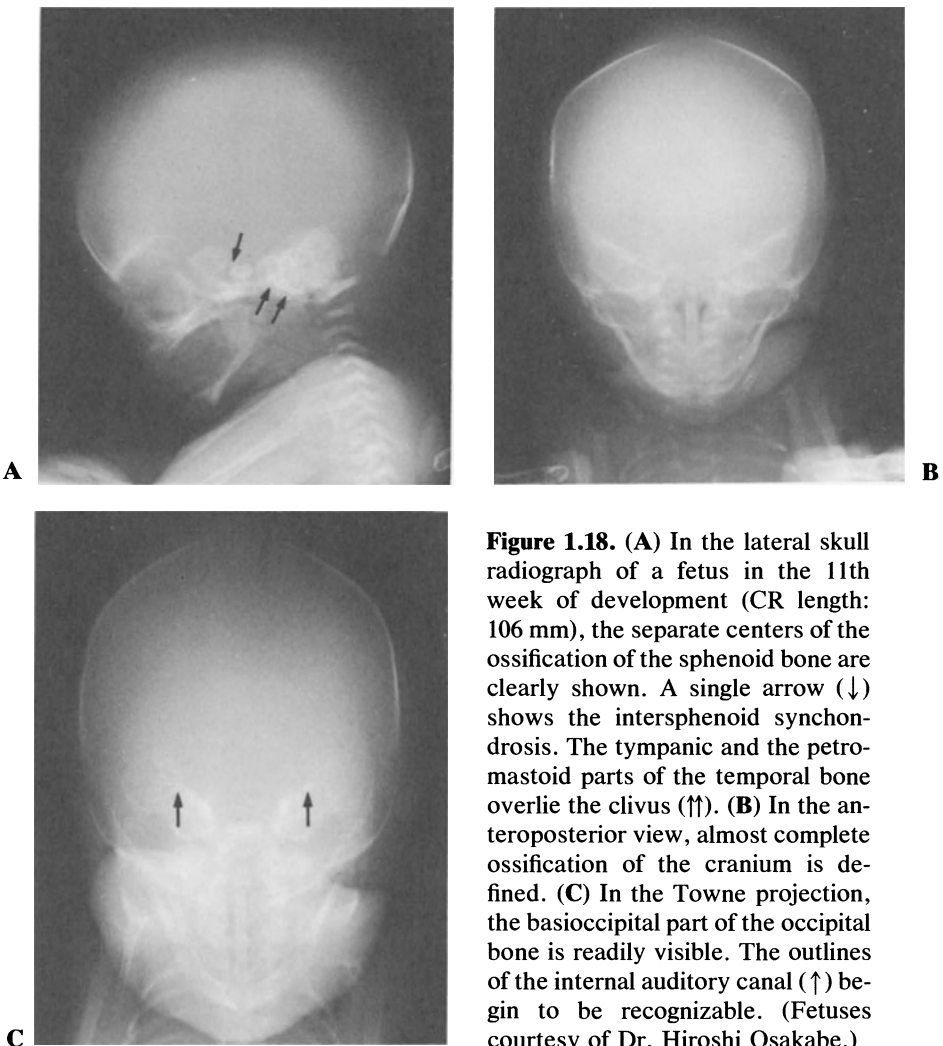 A
B
C
Figure 1.18. (A) In the lateral skull
radiograph of a fetus in the 11th
week of development (CR length:
106 mm), the separate centers of the
ossification of the sphenoid bone are
clearly shown. A single arrow (↓)
shows the intersphenoid synchon-
drosis. The tympanic and the petro-
mastoid parts of the temporal bone
overlie the clivus (⇈). (B) In the an-
teroposterior view, almost complete
ossification of the cranium is de-
fined. (C) In the Towne projection,
the basioccipital part of the occipital
bone is readily visible. The outlines
of the internal auditory canal (↑) be-
gin to be recognizable. (Fetuses
courtesy of Dr. Hiroshi Osakabe.)